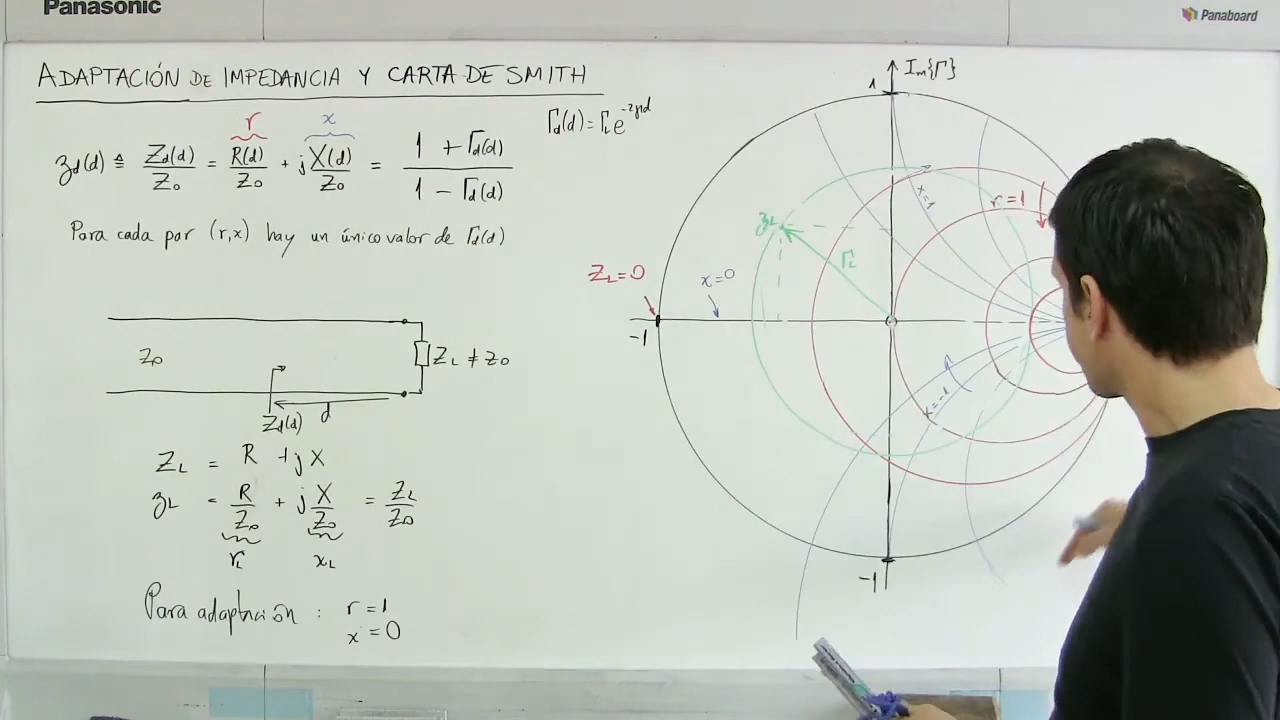 Panasonic
Panaboard
ADAPTACIÓN DE IMPEDANCIA Y CARTA DE SMITH
Γd(d) = ΓL e^-2γd
r x
zd(d) ≜ Zd(d)/Z0 = R(d)/Z0 + j X(d)/Z0 = 1 + Γd(d) / 1 − Γd(d)
Para cada par (r,x) hay un único valor de Γd(d)
Z0
ZL ≠ Z0
d
Zd(d)
ZL = R + jX
zL = R/Z0 + j X/Z0 = ZL/Z0
rL xL
Para adaptación : r = 1
x = 0
1
Im{Γ}
x=1
r=1
zL
ΓL
ZL=0
x=0
-1
x=-1
-1